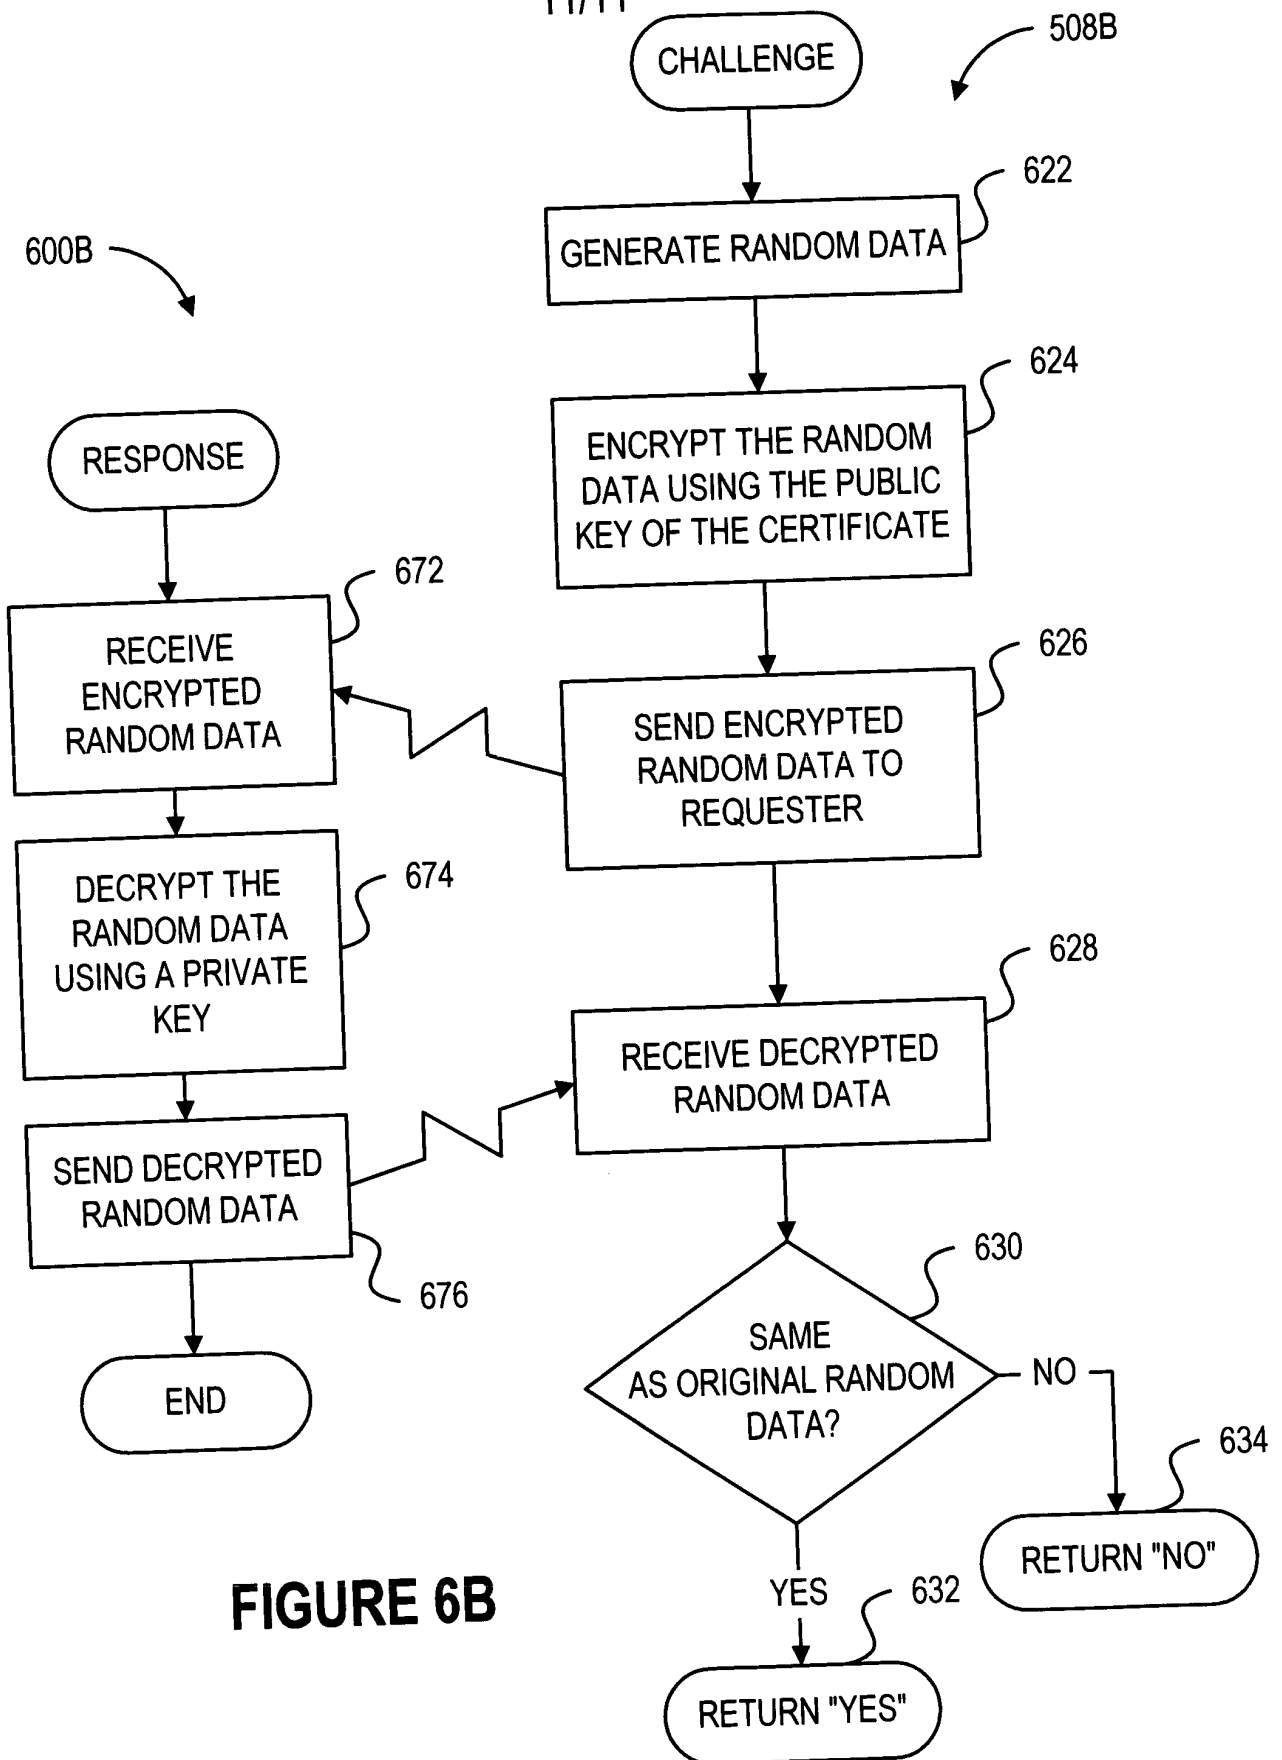 CHALLENGE
508B
622
GENERATE RANDOM DATA
600B
624
ENCRYPT THE RANDOM
DATA USING THE PUBLIC
KEY OF THE CERTIFICATE
RESPONSE
672
RECEIVE
ENCRYPTED
RANDOM DATA
626
SEND ENCRYPTED
RANDOM DATA TO
REQUESTER
DECRYPT THE
RANDOM DATA
USING A PRIVATE
KEY
674
628
RECEIVE DECRYPTED
RANDOM DATA
SEND DECRYPTED
RANDOM DATA
676
630
SAME
AS ORIGINAL RANDOM
DATA?
NO
END
634
RETURN "NO"
YES
632
RETURN "YES"
FIGURE 6B